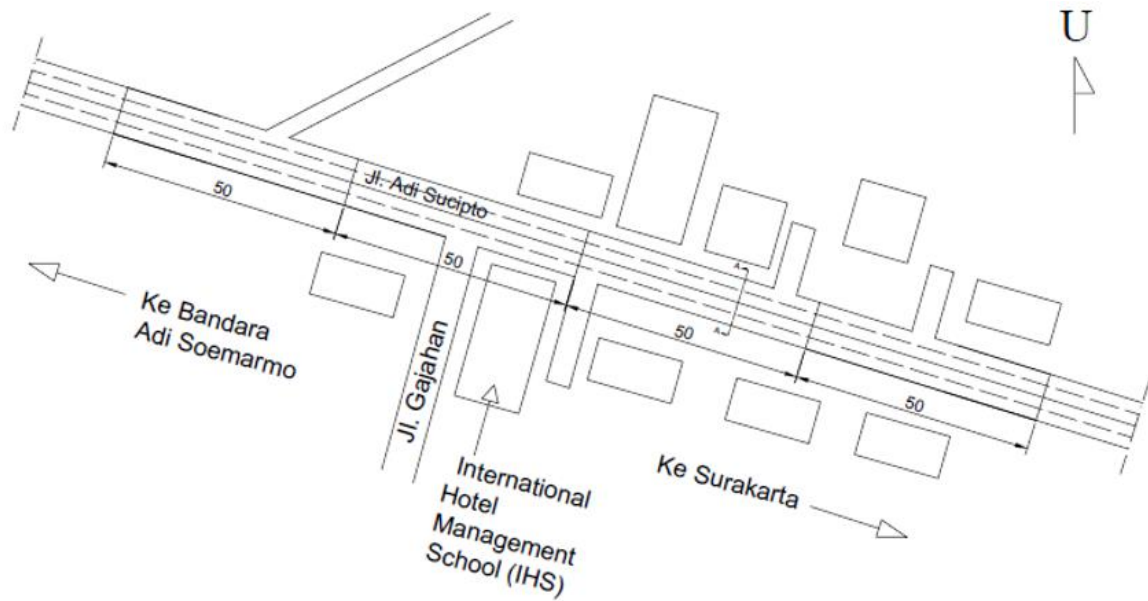 U
Jl. Adi Sucipto
50
50
50
50
Ke Bandara
Adi Soemarmo
Jl. Gajahan
International
Hotel
Management
School (IHS)
Ke Surakarta